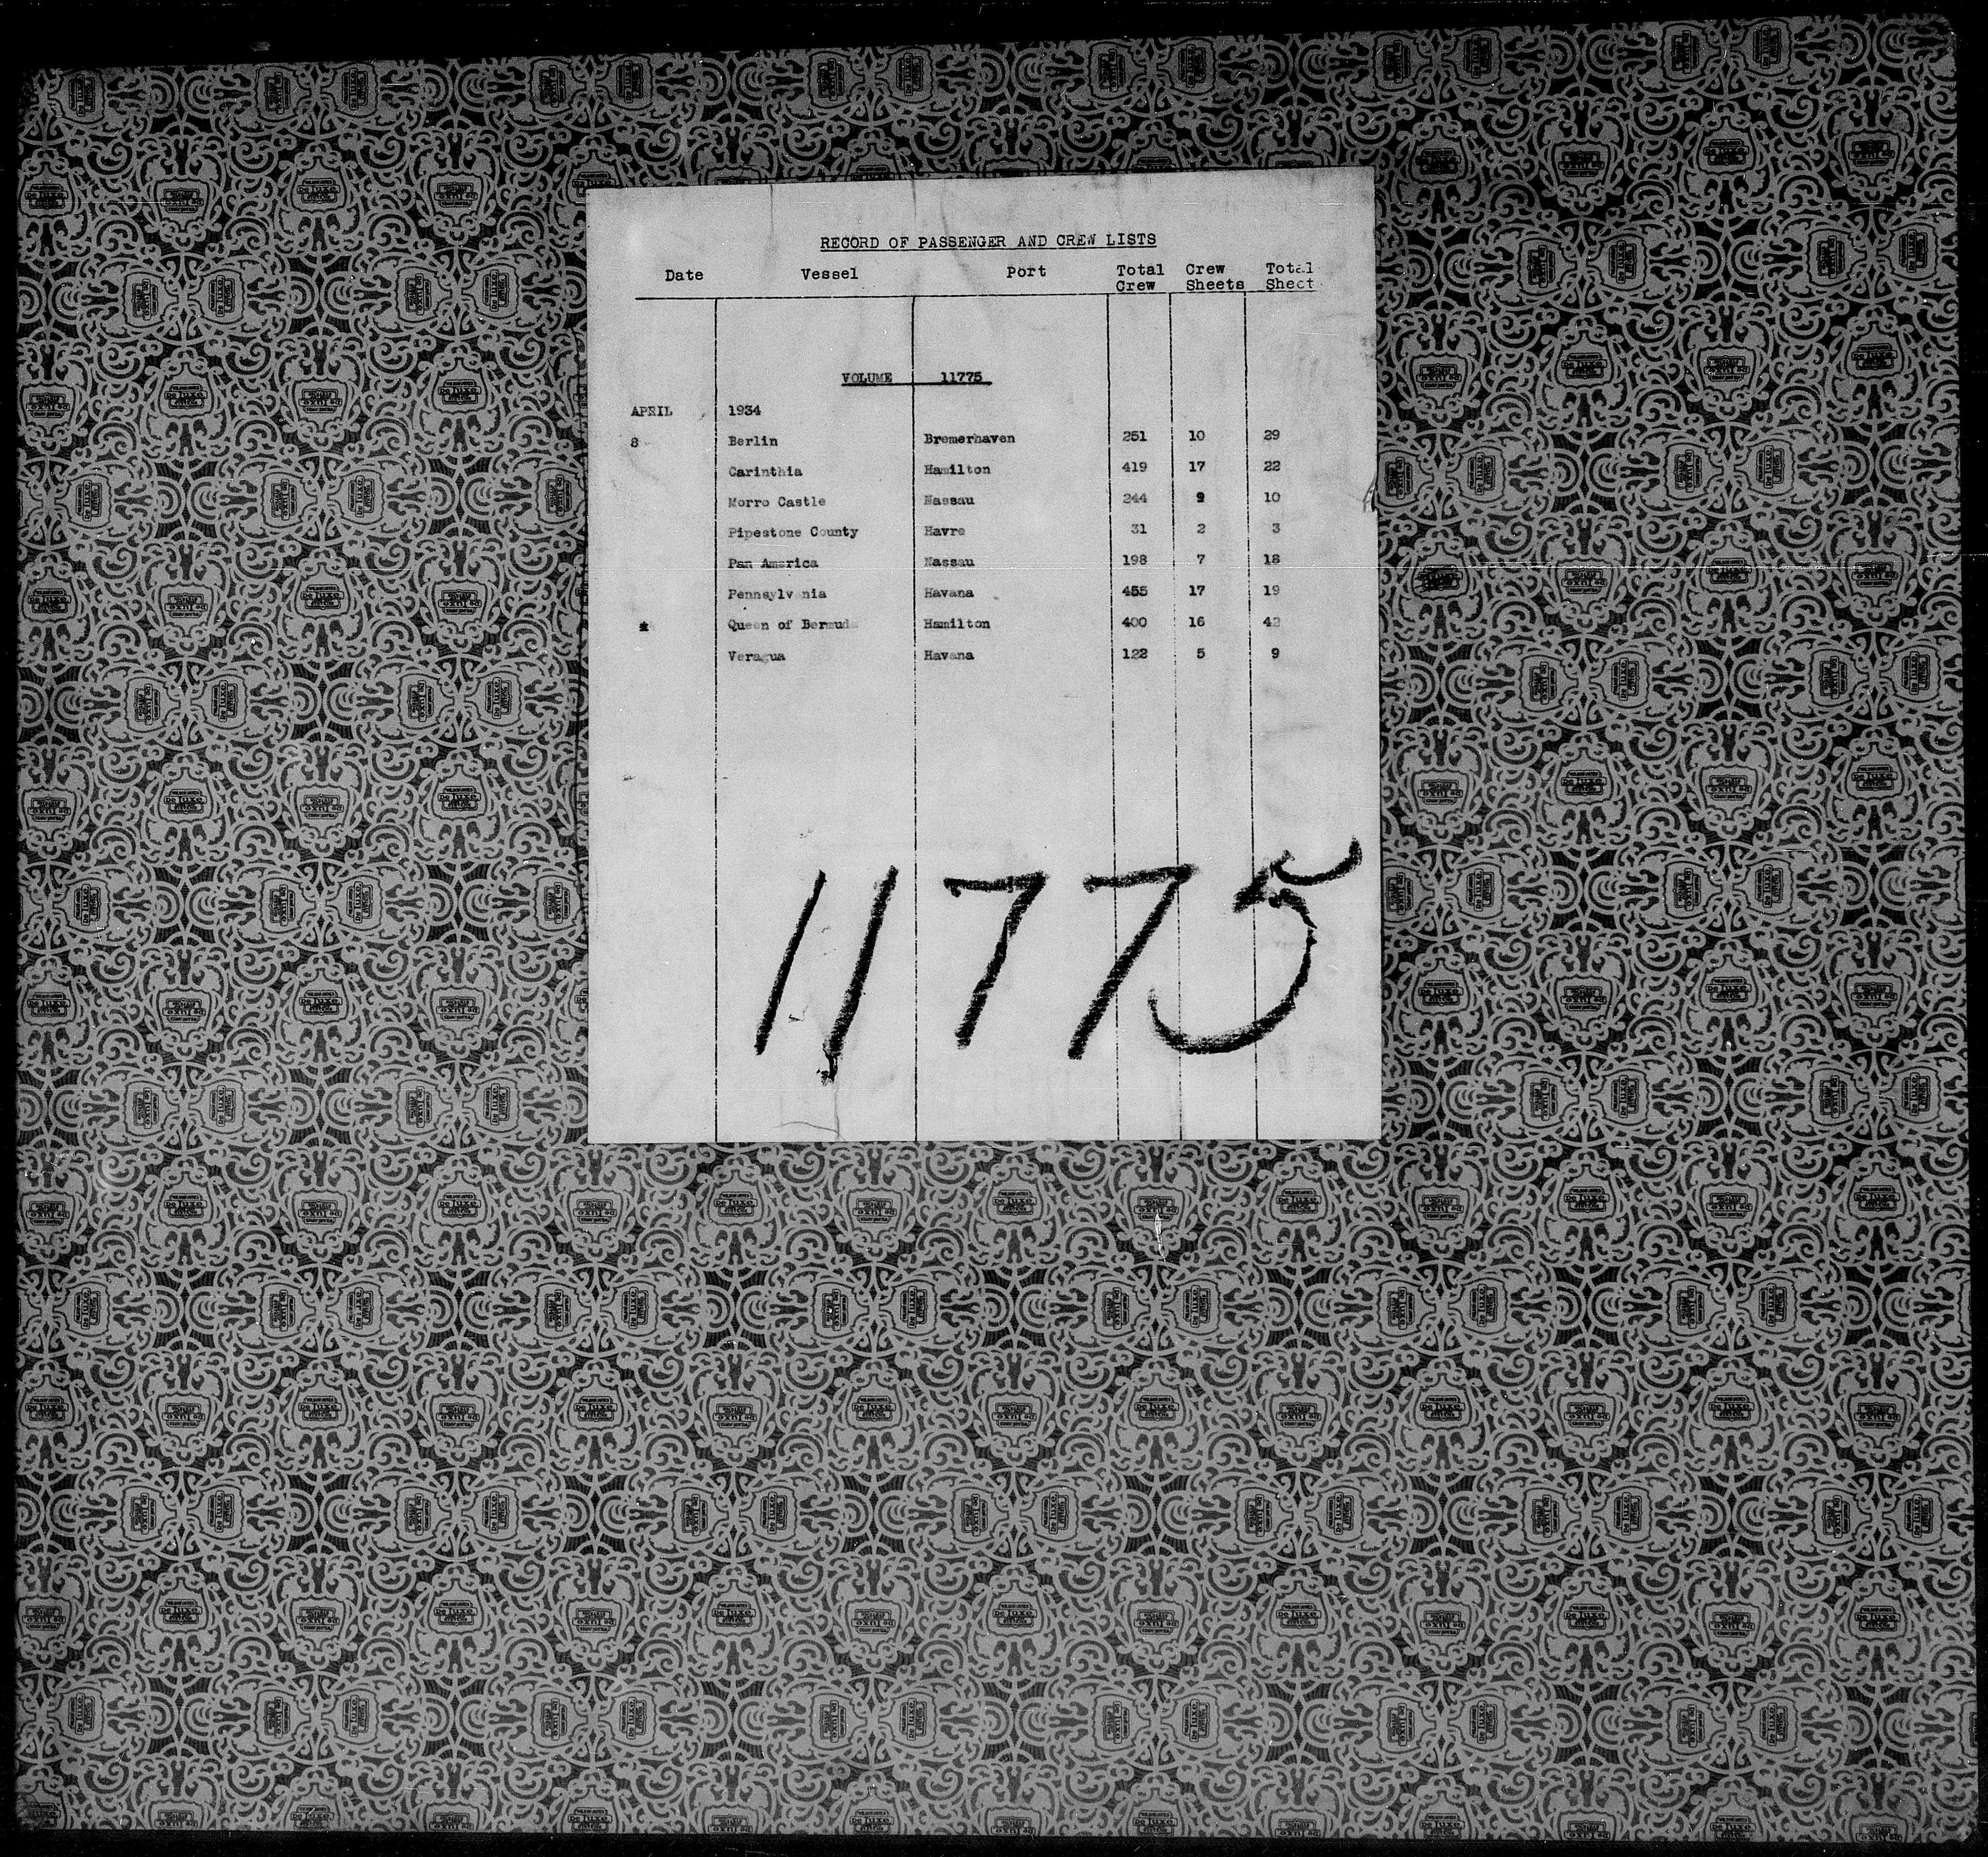 RECORD OF PASSENGER AND CREW LISTS
Date Vessel Port Total Crew Crew Sheets Total Sheet
VOLUME 11775
APRIL 1934
8 Berlin Bremerhaven 251 10 29
Carinthia Hamilton 419 17 22
Morro Castle Nassau 244 9 10
Pipestone County Havre 31 2 3
Pan America Nassau 198 7 18
Pennsylvania Havana 455 17 19
* Queen of Bermuda Hamilton 400 16 42
Veragua Havana 122 5 9
11775
De Luxe